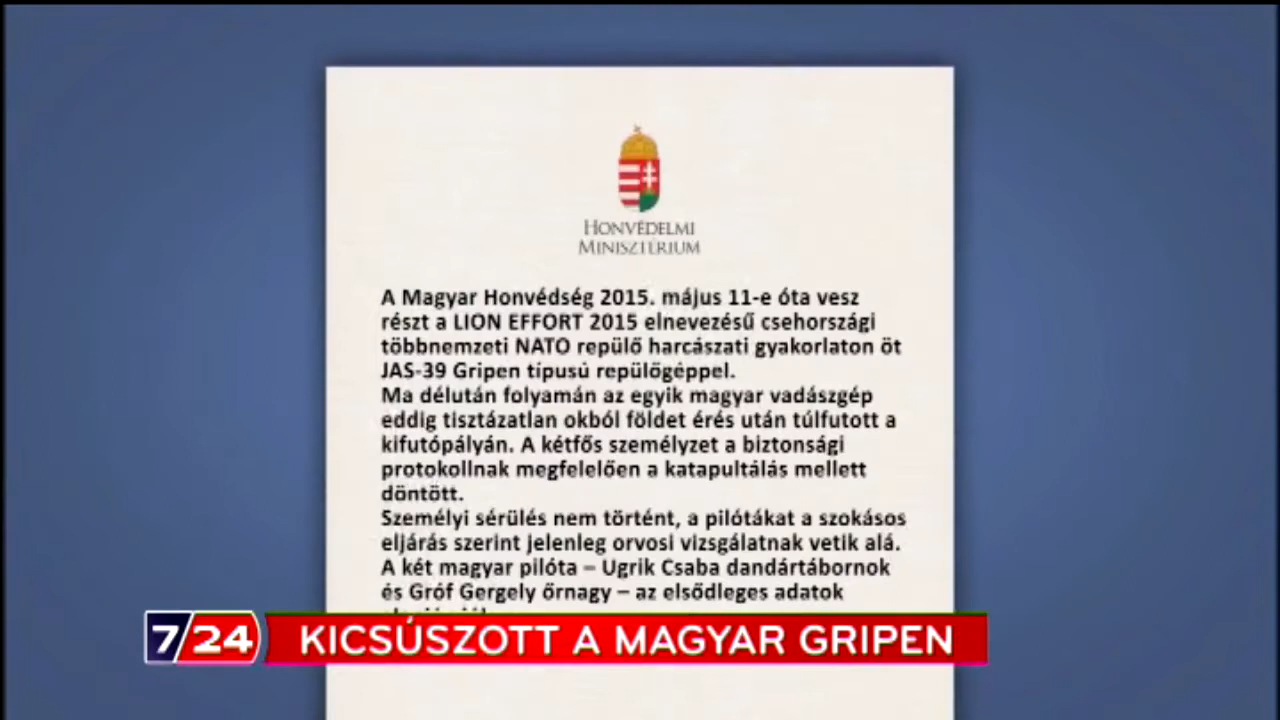 HONVÉDELMI
MINISZTÉRIUM
A Magyar Honvédség 2015. május 11-e óta vesz
részt a LION EFFORT 2015 elnevezésű csehországi
többnemzeti NATO repülő harcászati gyakorlaton öt
JAS-39 Gripen típusú repülőgéppel.
Ma délután folyamán az egyik magyar vadászgép
eddig tisztázatlan okból földet érés után túlfutott a
kifutópályán. A kétfős személyzet a biztonsági
protokollnak megfelelően a katapultálás mellett
döntött.
Személyi sérülés nem történt, a pilótákat a szokásos
eljárás szerint jelenleg orvosi vizsgálatnak vetik alá.
A két magyar pilóta – Ugrik Csaba dandártábornok
és Gróf Gergely őrnagy – az elsődleges adatok
7/24 KICSÚSZOTT A MAGYAR GRIPEN